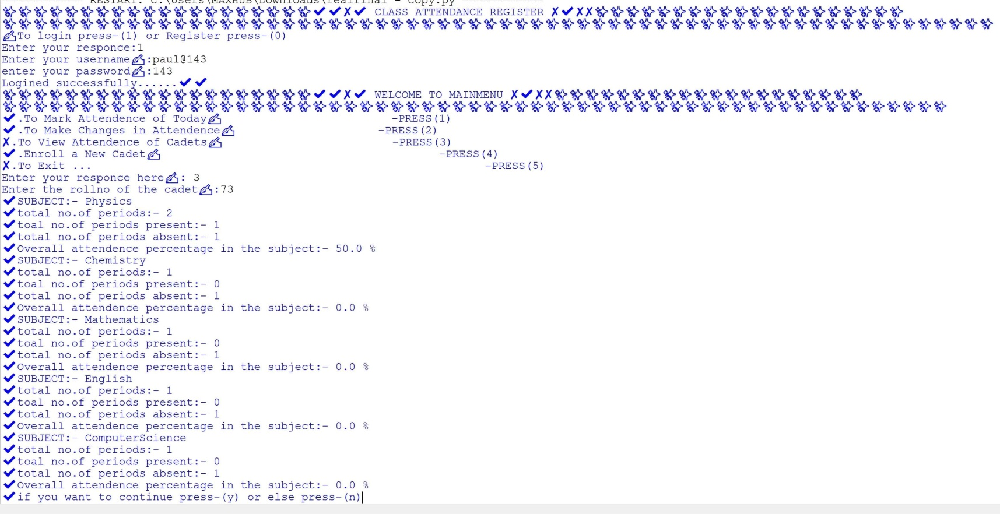 ============ RESTART: C:\Users\MAXHUB\Downloads\realfinal - Copy.py ============
✔✔✗✔ CLASS ATTENDANCE REGISTER ✗✔✗✗
✍To login press-(1) or Register press-(0)
Enter your responce:1
Enter your username✍:paul@143
enter your password✍:143
Logined successfully......✔✔
✔✔✗✔ WELCOME TO MAINMENU ✗✔✗✗
✔.To Mark Attendence of Today✍ -PRESS(1)
✔.To Make Changes in Attendence✍ -PRESS(2)
✗.To View Attendence of Cadets✍ -PRESS(3)
✔.Enroll a New Cadet✍ -PRESS(4)
✗.To Exit ... -PRESS(5)
Enter your responce here✍: 3
Enter the rollno of the cadet✍:73
✔SUBJECT:- Physics
✔total no.of periods:- 2
✔toal no.of periods present:- 1
✔total no.of periods absent:- 1
✔Overall attendence percentage in the subject:- 50.0 %
✔SUBJECT:- Chemistry
✔total no.of periods:- 1
✔toal no.of periods present:- 0
✔total no.of periods absent:- 1
✔Overall attendence percentage in the subject:- 0.0 %
✔SUBJECT:- Mathematics
✔total no.of periods:- 1
✔toal no.of periods present:- 0
✔total no.of periods absent:- 1
✔Overall attendence percentage in the subject:- 0.0 %
✔SUBJECT:- English
✔total no.of periods:- 1
✔toal no.of periods present:- 0
✔total no.of periods absent:- 1
✔Overall attendence percentage in the subject:- 0.0 %
✔SUBJECT:- ComputerScience
✔total no.of periods:- 1
✔toal no.of periods present:- 0
✔total no.of periods absent:- 1
✔Overall attendence percentage in the subject:- 0.0 %
✔if you want to continue press-(y) or else press-(n)